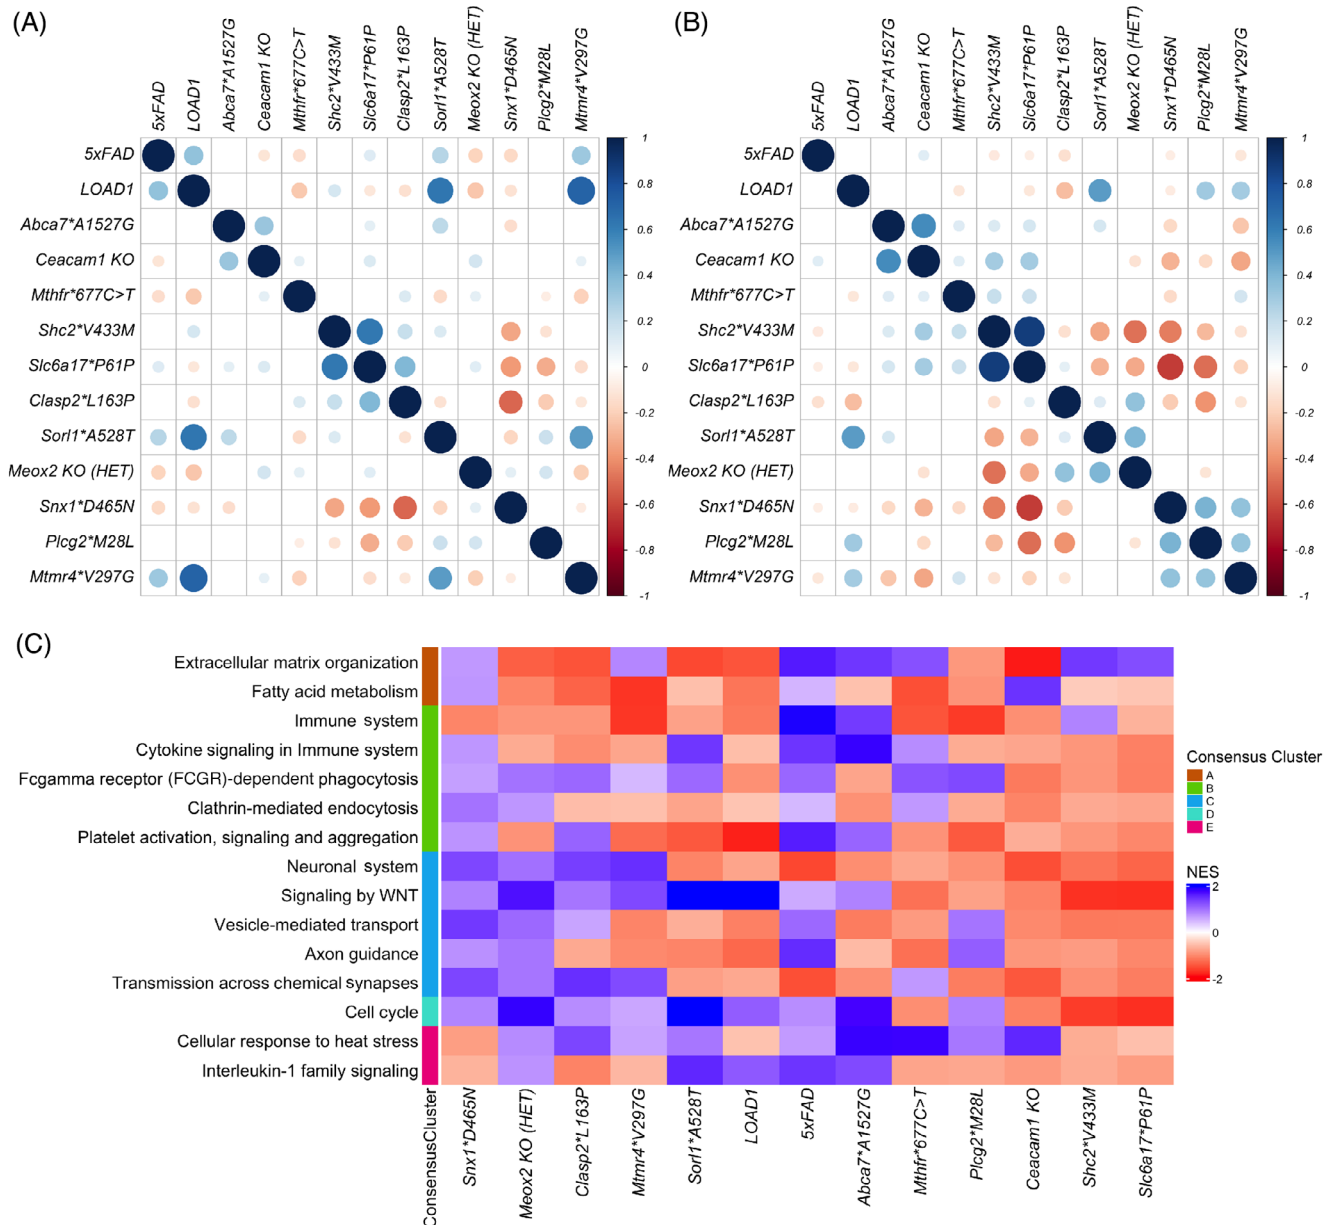 (A)
5xFAD
LOAD1
Abca7*A1527G
Ceacam1 KO
Mthfr*677C>T
Shc2*V433M
Slc6a17*P61P
Clasp2*L163P
Sorl1*A528T
Meox2 KO (HET)
Snx1*D465N
Plcg2*M28L
Mtmr4*V297G
5xFAD
LOAD1
Abca7*A1527G
Ceacam1 KO
Mthfr*677C>T
Shc2*V433M
Slc6a17*P61P
Clasp2*L163P
Sorl1*A528T
Meox2 KO (HET)
Snx1*D465N
Plcg2*M28L
Mtmr4*V297G
1
0.8
0.6
0.4
0.2
0
-0.2
-0.4
-0.6
-0.8
-1
(B)
5xFAD
LOAD1
Abca7*A1527G
Ceacam1 KO
Mthfr*677C>T
Shc2*V433M
Slc6a17*P61P
Clasp2*L163P
Sorl1*A528T
Meox2 KO (HET)
Snx1*D465N
Plcg2*M28L
Mtmr4*V297G
5xFAD
LOAD1
Abca7*A1527G
Ceacam1 KO
Mthfr*677C>T
Shc2*V433M
Slc6a17*P61P
Clasp2*L163P
Sorl1*A528T
Meox2 KO (HET)
Snx1*D465N
Plcg2*M28L
Mtmr4*V297G
1
0.8
0.6
0.4
0.2
0
-0.2
-0.4
-0.6
-0.8
-1
(C)
Extracellular matrix organization
Fatty acid metabolism
Immune system
Cytokine signaling in Immune system
Fcgamma receptor (FCGR)-dependent phagocytosis
Clathrin-mediated endocytosis
Platelet activation, signaling and aggregation
Neuronal system
Signaling by WNT
Vesicle-mediated transport
Axon guidance
Transmission across chemical synapses
Cell cycle
Cellular response to heat stress
Interleukin-1 family signaling
ConsensusCluster
Snx1*D465N
Meox2 KO (HET)
Clasp2*L163P
Mtmr4*V297G
Sorl1*A528T
LOAD1
5xFAD
Abca7*A1527G
Mthfr*677C>T
Plcg2*M28L
Ceacam1 KO
Shc2*V433M
Slc6a17*P61P
Consensus Cluster
A
B
C
D
E
NES
2
0
-2